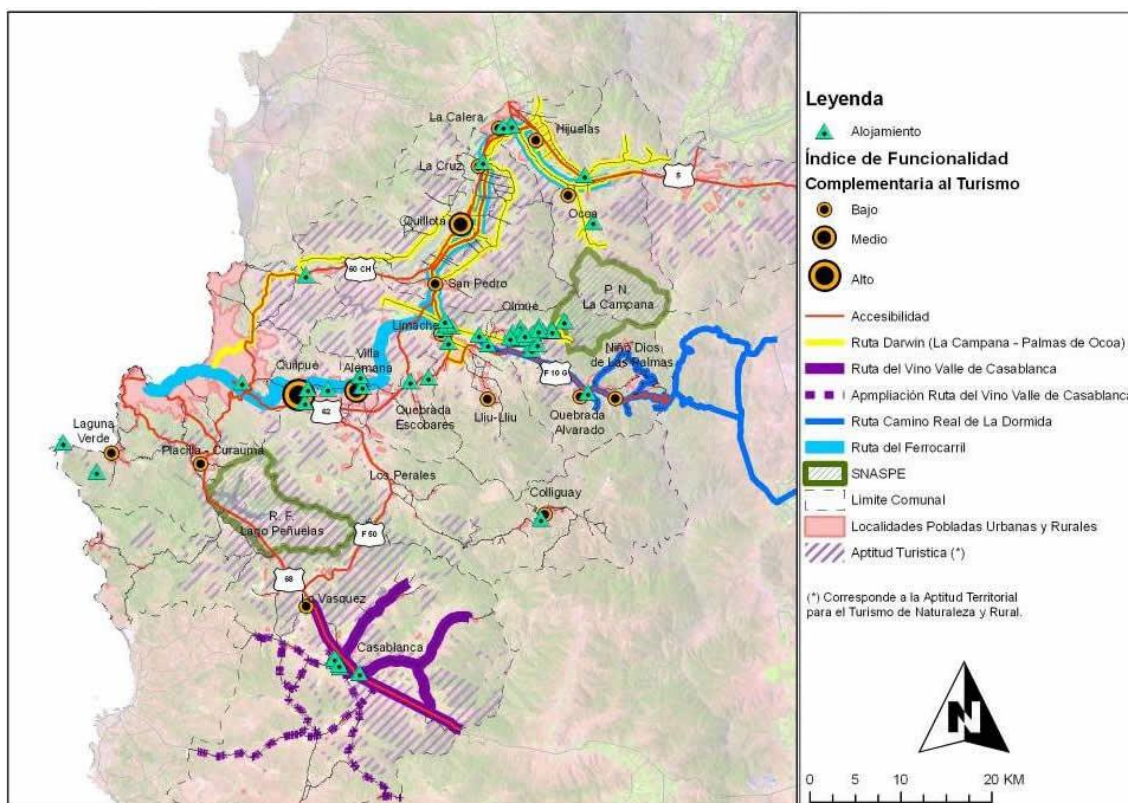 La Calera
Hijuelas
La Cruz
5
Quillota
Ocoa
60 CH
San Pedro
P. N.
La Campana
Olmué
Limache
Niño Dios
de Las Palmas
Villa
Alemana
Quilpué
F 10 G
62
Quebrada
Escobares
Lliu-Lliu
Quebrada
Alvarado
Laguna
Verde
Placilla - Curauma
Los Perales
Colliguay
R. F.
Lago Peñuelas
F 50
68
Lo Vasquez
Casablanca
Leyenda
Alojamiento
Índice de Funcionalidad
Complementaria al Turismo
Bajo
Medio
Alto
Accesibilidad
Ruta Darwin (La Campana - Palmas de Ocoa)
Ruta del Vino Valle de Casablanca
Apmpliación Ruta del Vino Valle de Casablanca
Ruta Camino Real de La Dormida
Ruta del Ferrocarril
SNASPE
Limite Comunal
Localidades Pobladas Urbanas y Rurales
Aptitud Turistica (*)
(*) Corresponde a la Aptitud Territorial
para el Turismo de Naturaleza y Rural.
N
0 5 10 20 KM